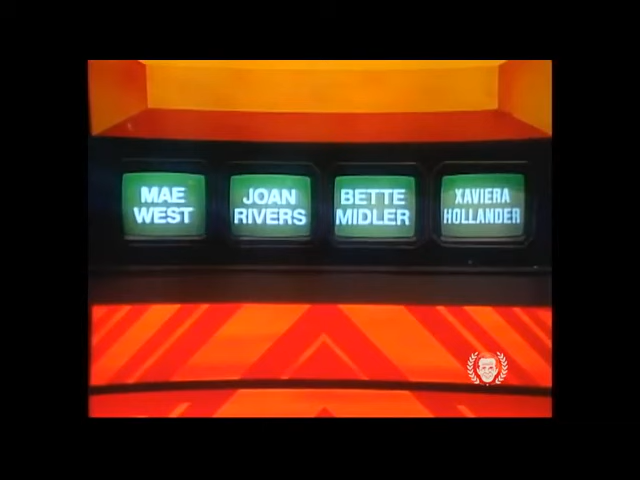 MAE
WEST
JOAN
RIVERS
BETTE
MIDLER
XAVIERA
HOLLANDER